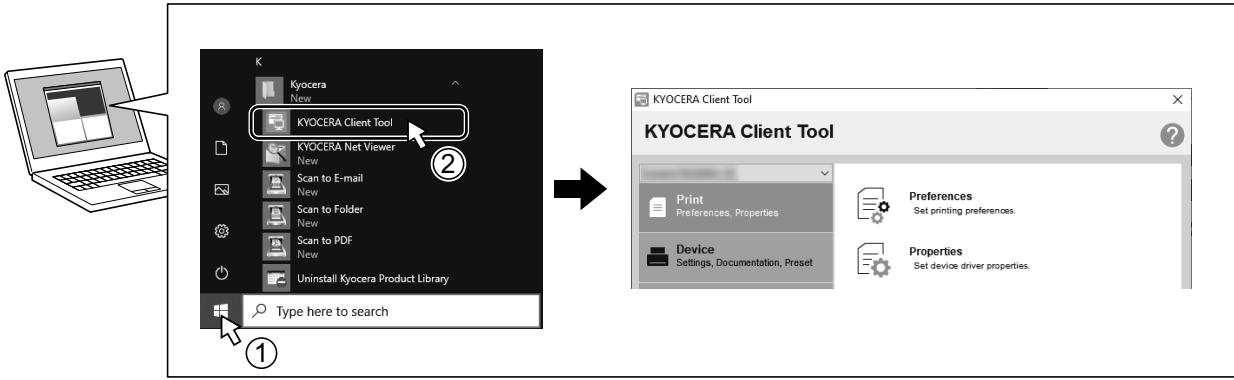 K
Kyocera
New
KYOCERA Client Tool
KYOCERA Net Viewer
New
Scan to E-mail
New
Scan to Folder
New
Scan to PDF
New
Uninstall Kyocera Product Library
Type here to search
①
②
KYOCERA Client Tool
KYOCERA Client Tool
Print
Preferences, Properties
Device
Settings, Documentation, Preset
Preferences
Set printing preferences.
Properties
Set device driver properties.